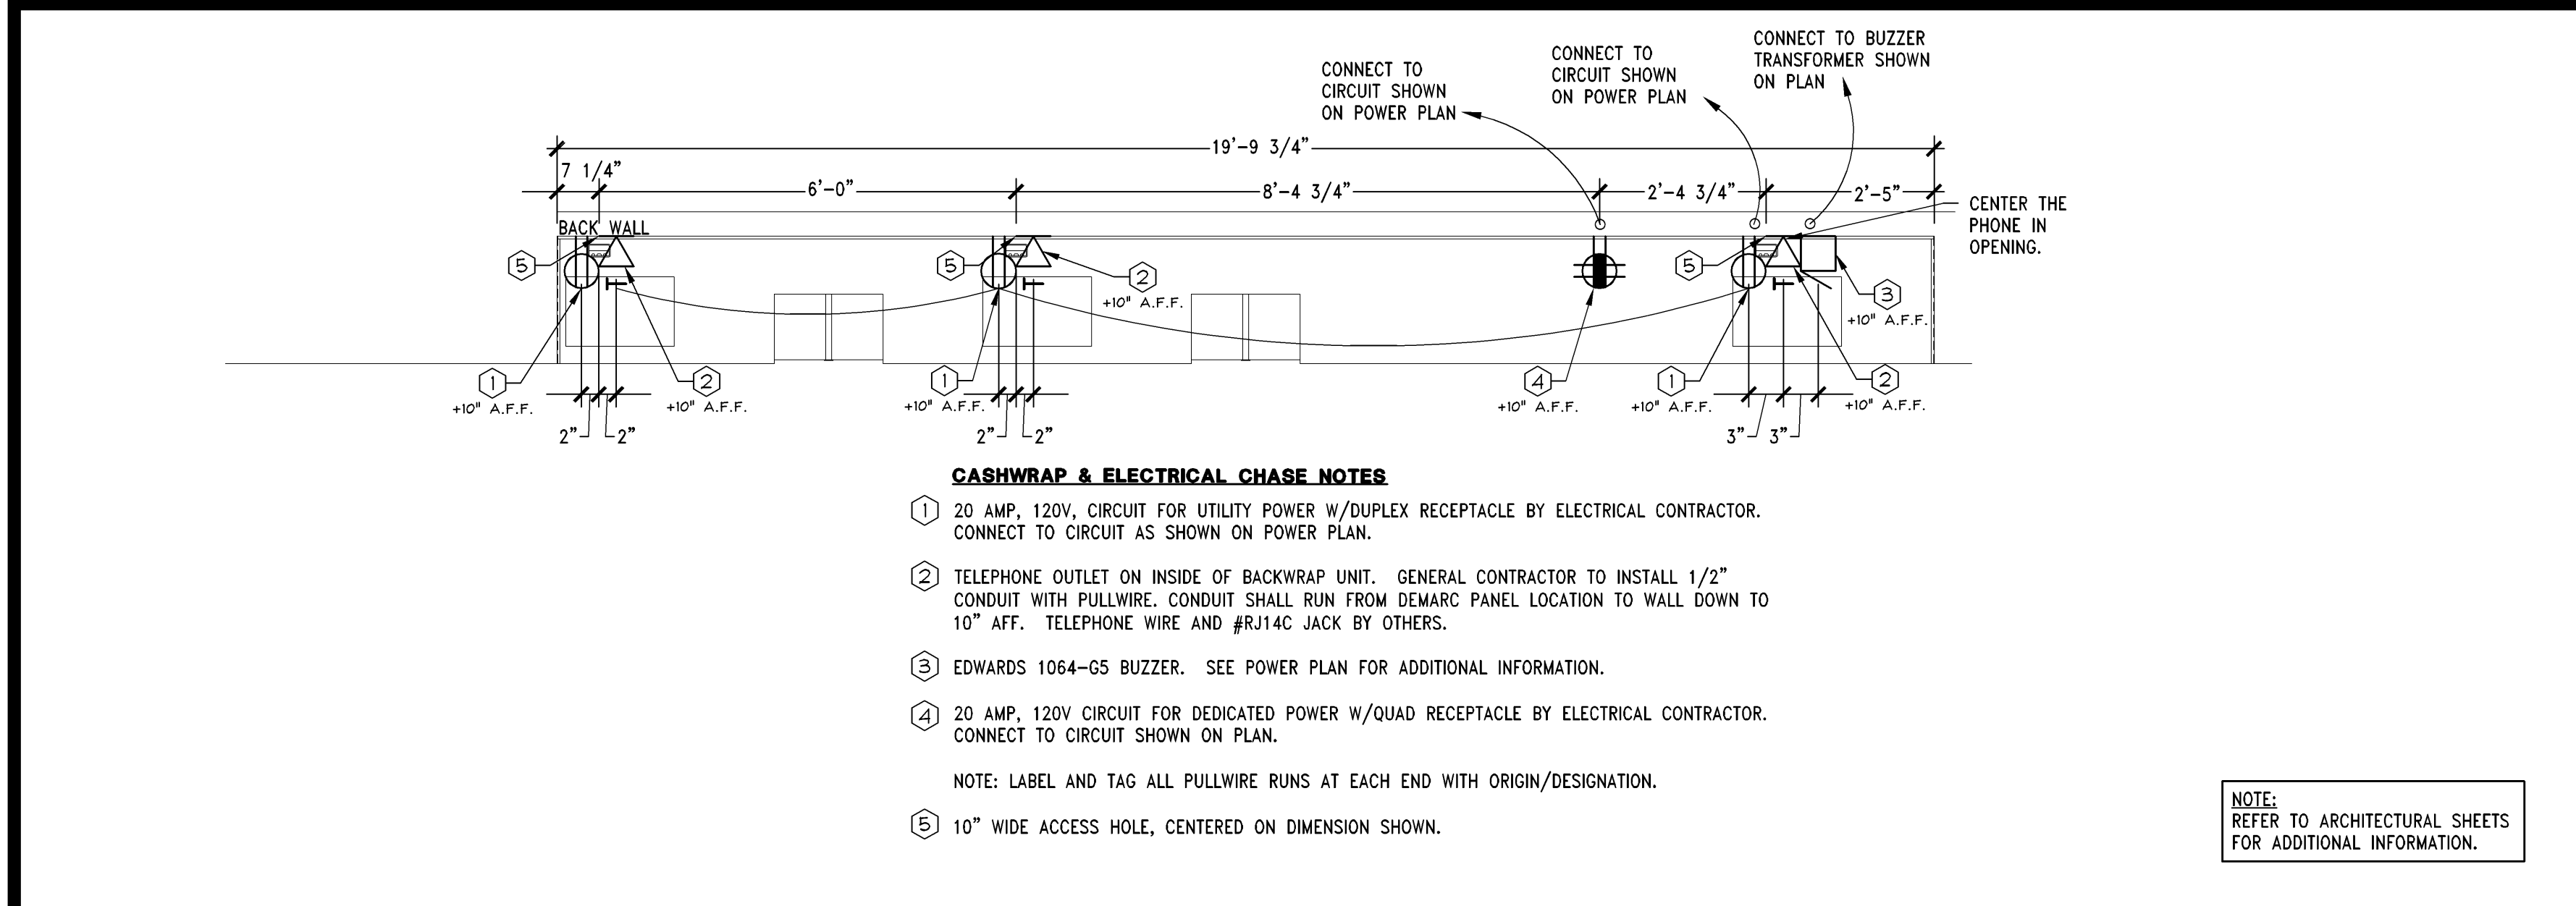 CONNECT TO BUZZER
TRANSFORMER SHOWN
ON PLAN
CONNECT TO
CIRCUIT SHOWN
ON POWER PLAN
CONNECT TO
CIRCUIT SHOWN
ON POWER PLAN
19'-9 3/4"
7 1/4"
6'-0"
8'-4 3/4"
2'-4 3/4"
2'-5"
CENTER THE
PHONE IN
OPENING.
BACK WALL
5
5
5
2
+10" A.F.F.
3
+10" A.F.F.
1
+10" A.F.F.
2
+10" A.F.F.
1
+10" A.F.F.
4
+10" A.F.F.
1
+10" A.F.F.
2
+10" A.F.F.
2" 2"
2" 2"
3" 3"
CASHWRAP & ELECTRICAL CHASE NOTES
1 20 AMP, 120V, CIRCUIT FOR UTILITY POWER W/DUPLEX RECEPTACLE BY ELECTRICAL CONTRACTOR.
CONNECT TO CIRCUIT AS SHOWN ON POWER PLAN.
2 TELEPHONE OUTLET ON INSIDE OF BACKWRAP UNIT. GENERAL CONTRACTOR TO INSTALL 1/2"
CONDUIT WITH PULLWIRE. CONDUIT SHALL RUN FROM DEMARC PANEL LOCATION TO WALL DOWN TO
10" AFF. TELEPHONE WIRE AND #RJ14C JACK BY OTHERS.
3 EDWARDS 1064-G5 BUZZER. SEE POWER PLAN FOR ADDITIONAL INFORMATION.
4 20 AMP, 120V CIRCUIT FOR DEDICATED POWER W/QUAD RECEPTACLE BY ELECTRICAL CONTRACTOR.
CONNECT TO CIRCUIT SHOWN ON PLAN.
NOTE: LABEL AND TAG ALL PULLWIRE RUNS AT EACH END WITH ORIGIN/DESIGNATION.
5 10" WIDE ACCESS HOLE, CENTERED ON DIMENSION SHOWN.
NOTE:
REFER TO ARCHITECTURAL SHEETS
FOR ADDITIONAL INFORMATION.